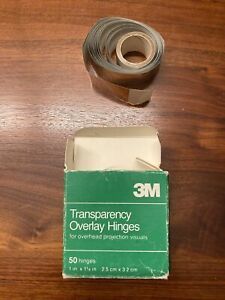 3M
Transparency
Overlay Hinges
for overhead projection visuals
50 hinges
1 in x 1¼ in 2.5 cm x 3.2 cm